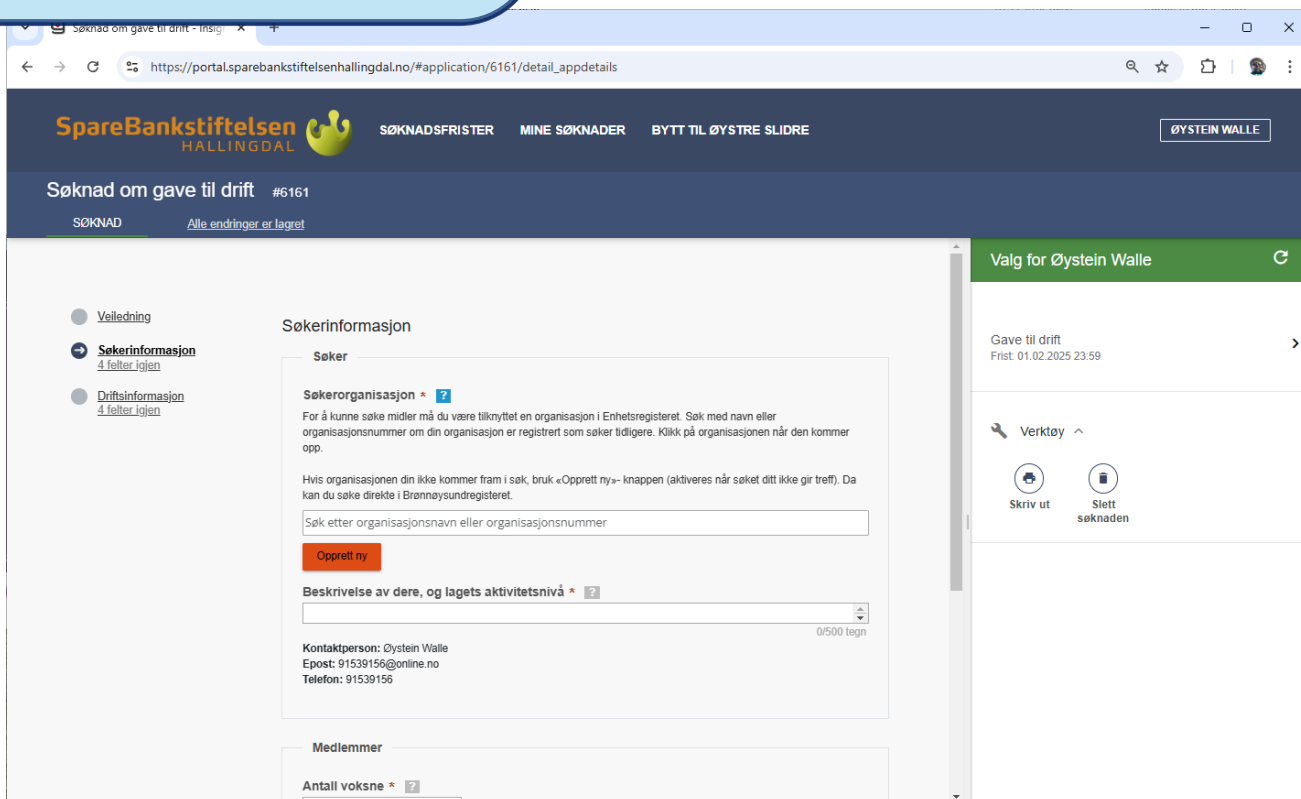 Søknad om gave til drift - Insig
https://portal.sparebankstiftelsenhallingdal.no/#application/6161/detail_appdetails
SpareBankstiftelsen
HALLINGDAL
SØKNADSFRISTER MINE SØKNADER BYTT TIL ØYSTRE SLIDRE
ØYSTEIN WALLE
Søknad om gave til drift #6161
SØKNAD Alle endringer er lagret
Valg for Øystein Walle
Gave til drift
Frist: 01.02.2025 23:59
Verktøy
Skriv ut
Slett
søknaden
Veiledning
Søkerinformasjon
4 felter igjen
Driftsinformasjon
4 felter igjen
Søkerinformasjon
Søker
Søkerorganisasjon * ?
For å kunne søke midler må du være tilknyttet en organisasjon i Enhetsregisteret. Søk med navn eller
organisasjonsnummer om din organisasjon er registrert som søker tidligere. Klikk på organisasjonen når den kommer
opp.
Hvis organisasjonen din ikke kommer fram i søk, bruk «Opprett ny»- knappen (aktiveres når søket ditt ikke gir treff). Da
kan du søke direkte i Brønnøysundregisteret.
Søk etter organisasjonsnavn eller organisasjonsnummer
Opprett ny
Beskrivelse av dere, og lagets aktivitetsnivå * ?
0/500 tegn
Kontaktperson: Øystein Walle
Epost: 91539156@online.no
Telefon: 91539156
Medlemmer
Antall voksne * ?